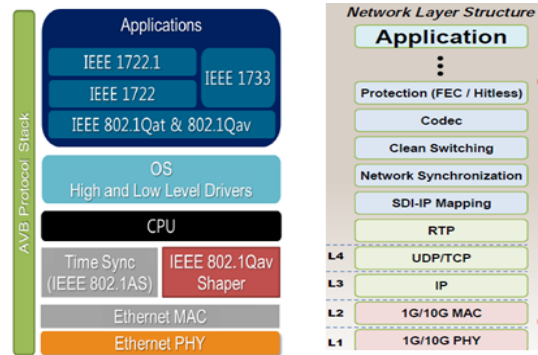 AVB Protocol Stack
Applications
IEEE 1722.1
IEEE 1733
IEEE 1722
IEEE 802.1Qat & 802.1Qav
OS
High and Low Level Drivers
CPU
Time Sync
(IEEE 802.1AS)
IEEE 802.1Qav
Shaper
Ethernet MAC
Ethernet PHY
Network Layer Structure
Application
Protection (FEC / Hitless)
Codec
Clean Switching
Network Synchronization
SDI-IP Mapping
RTP
L4 UDP/TCP
L3 IP
L2 1G/10G MAC
L1 1G/10G PHY